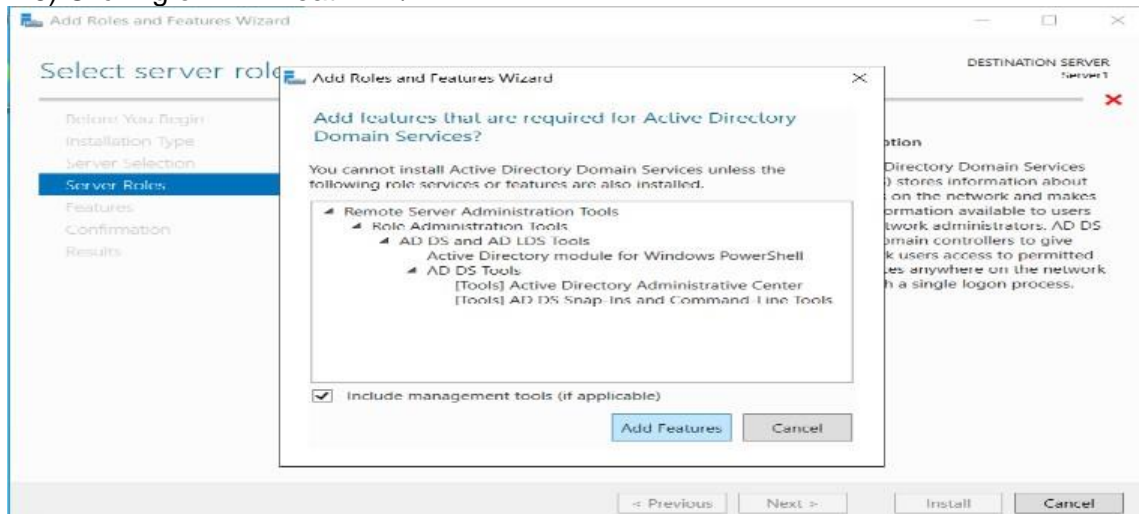 Add Roles and Features Wizard
Select server role
DESTINATION SERVER
Server1
Before You Begin
Installation Type
Server Selection
Server Roles
Features
Confirmation
Results
Add Roles and Features Wizard
Add features that are required for Active Directory
Domain Services?
You cannot install Active Directory Domain Services unless the
following role services or features are also installed.
Remote Server Administration Tools
Role Administration Tools
AD DS and AD LDS Tools
Active Directory module for Windows PowerShell
AD DS Tools
[Tools] Active Directory Administrative Center
[Tools] AD DS Snap-Ins and Command-Line Tools
Include management tools (if applicable)
Add Features
Cancel
ption
Directory Domain Services
) stores information about
on the network and makes
ormation available to users
twork administrators. AD DS
omain controllers to give
k users access to permitted
es anywhere on the network
h a single logon process.
< Previous
Next >
Install
Cancel